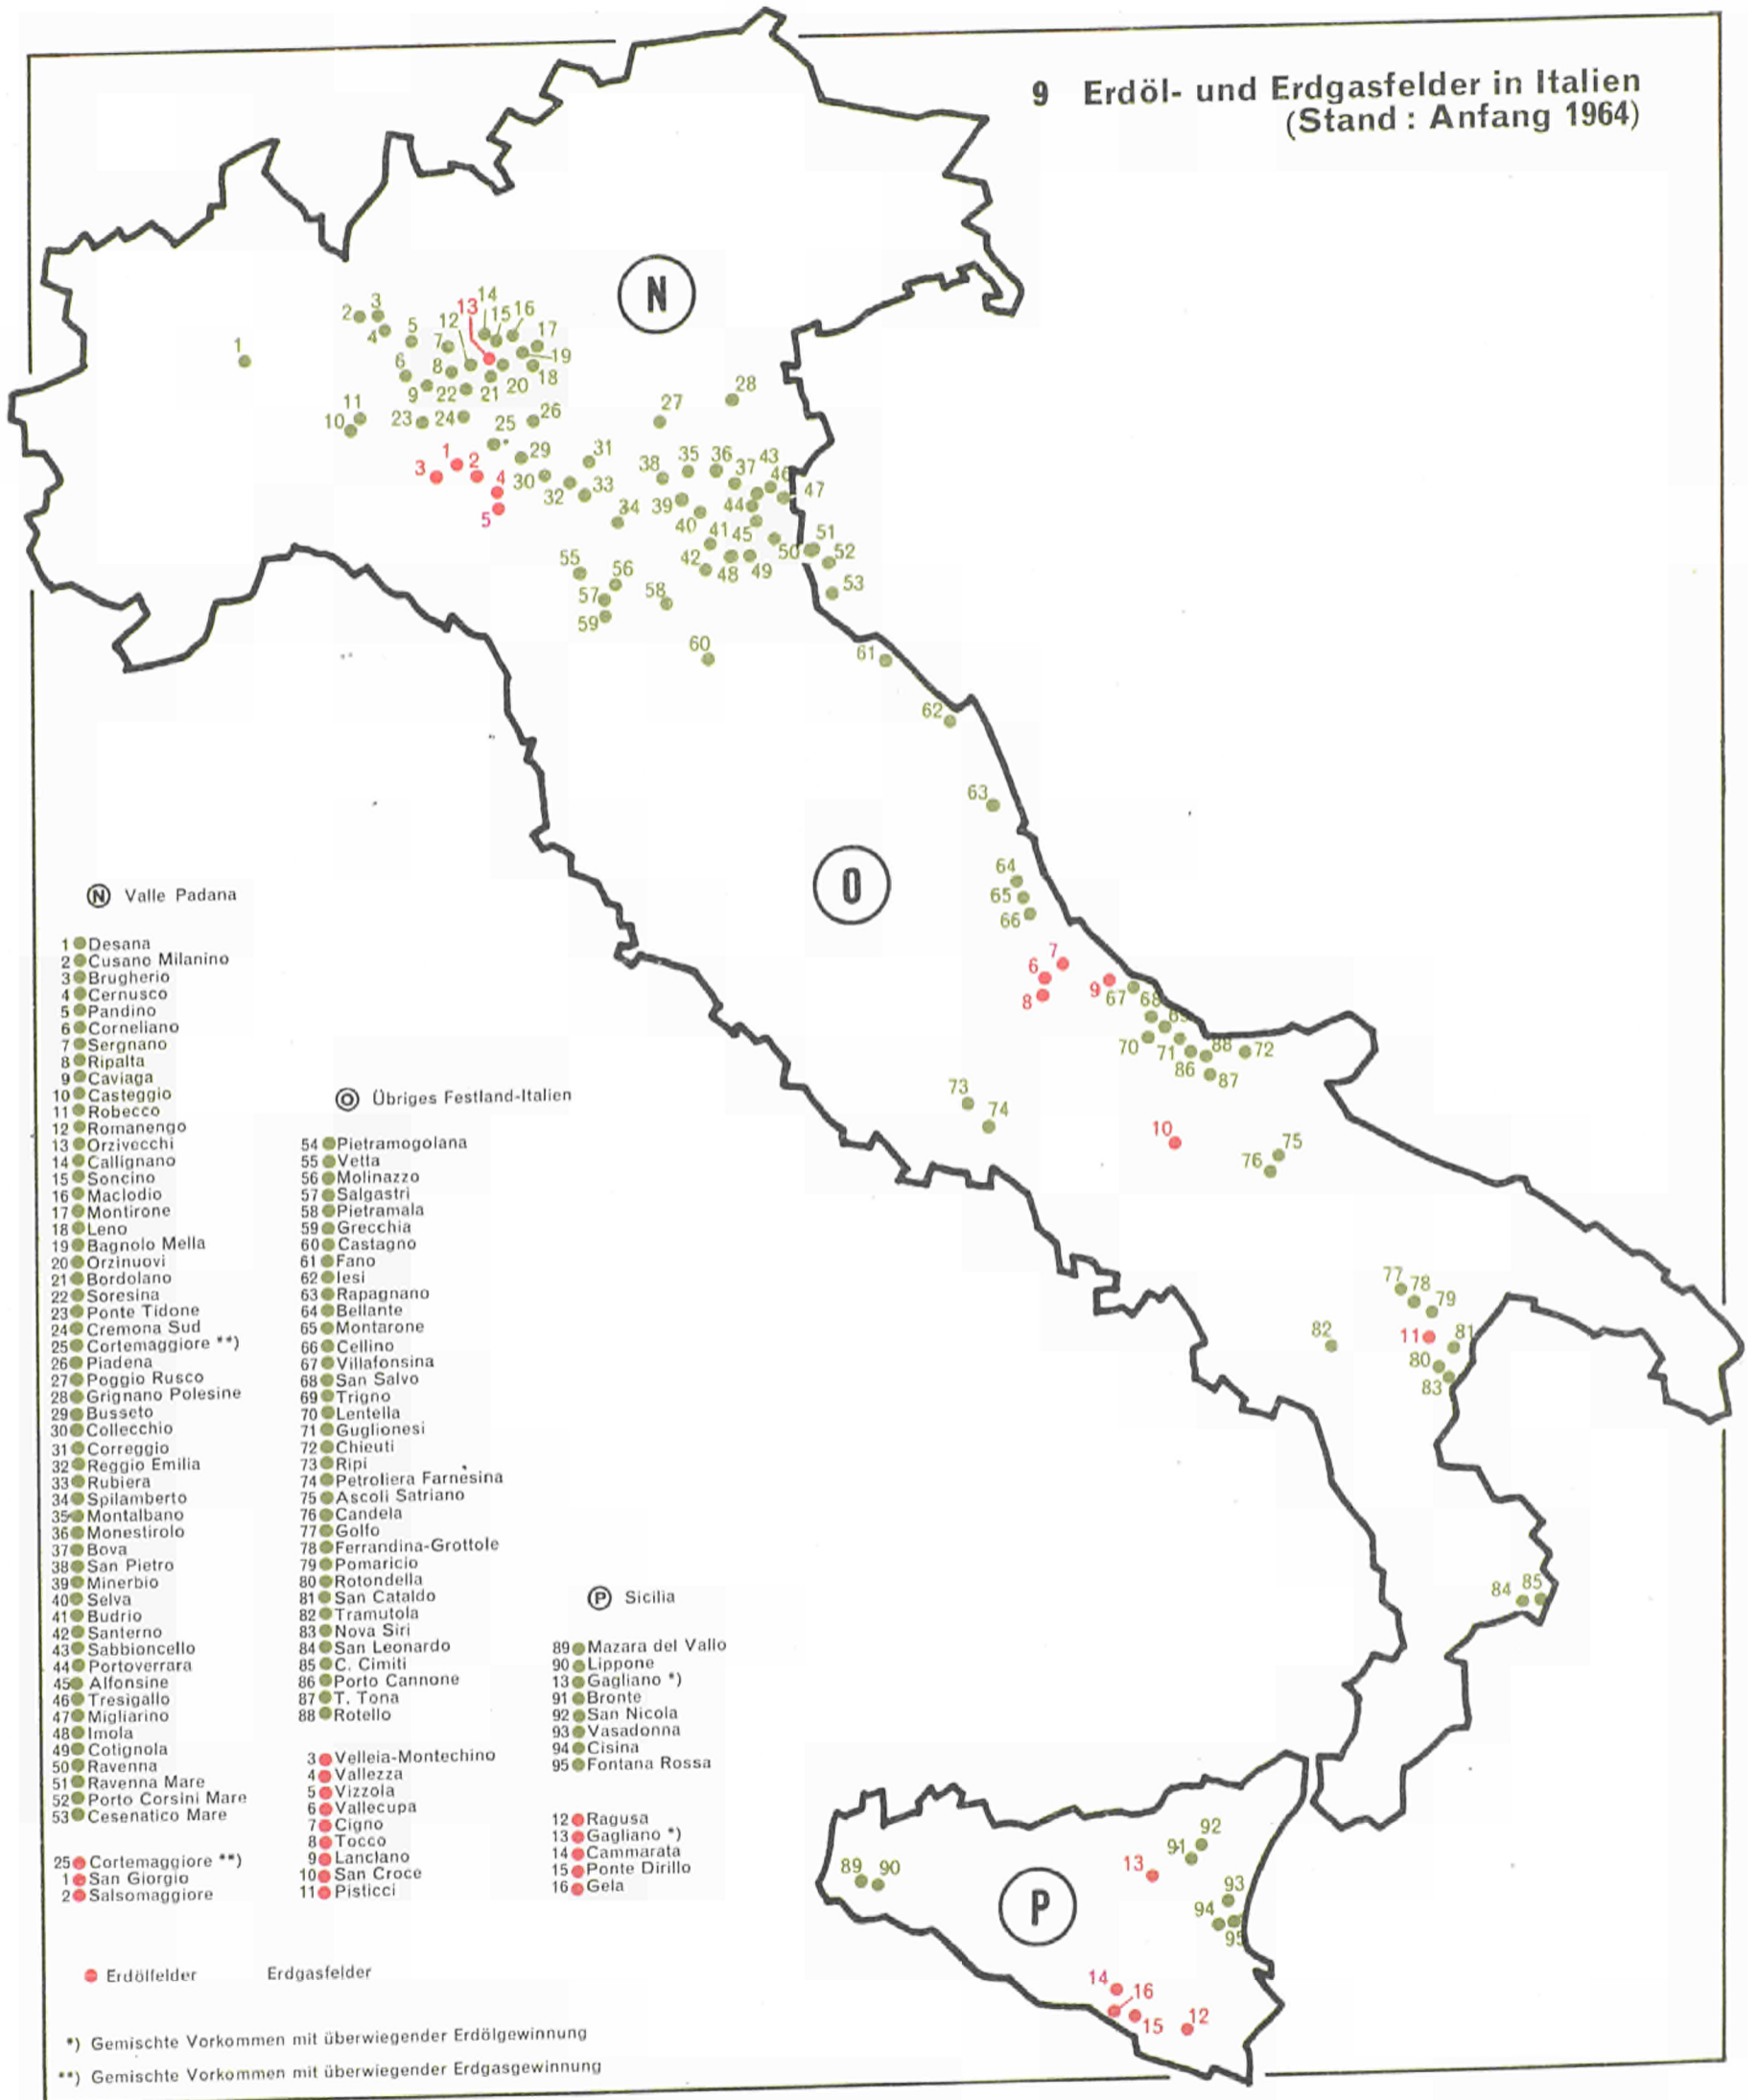 9 Erdöl- und Erdgasfelder in Italien
(Stand : Anfang 1964)
N
O
P
N Valle Padana
1 Desana
2 Cusano Milanino
3 Brugherio
4 Cernusco
5 Pandino
6 Corneliano
7 Sergnano
8 Ripalta
9 Caviaga
10 Casteggio
11 Robecco
12 Romanengo
13 Orzivecchi
14 Callignano
15 Soncino
16 Maclodio
17 Montirone
18 Leno
19 Bagnolo Mella
20 Orzinuovi
21 Bordolano
22 Soresina
23 Ponte Tidone
24 Cremona Sud
25 Cortemaggiore **)
26 Piadena
27 Poggio Rusco
28 Grignano Polesine
29 Busseto
30 Collecchio
31 Correggio
32 Reggio Emilia
33 Rubiera
34 Spilamberto
35 Montalbano
36 Monestirolo
37 Bova
38 San Pietro
39 Minerbio
40 Selva
41 Budrio
42 Santerno
43 Sabbioncello
44 Portoverrara
45 Alfonsine
46 Tresigallo
47 Migliarino
48 Imola
49 Cotignola
50 Ravenna
51 Ravenna Mare
52 Porto Corsini Mare
53 Cesenatico Mare
25 Cortemaggiore **)
1 San Giorgio
2 Salsomaggiore
O Übriges Festland-Italien
54 Pietramogolana
55 Vetta
56 Molinazzo
57 Salgastri
58 Pietramala
59 Grecchia
60 Castagno
61 Fano
62 Iesi
63 Rapagnano
64 Bellante
65 Montarone
66 Cellino
67 Villafonsina
68 San Salvo
69 Trigno
70 Lentella
71 Guglionesi
72 Chieuti
73 Ripi
74 Petroliera Farnesina
75 Ascoli Satriano
76 Candela
77 Golfo
78 Ferrandina-Grottole
79 Pomaricio
80 Rotondella
81 San Cataldo
82 Tramutola
83 Nova Siri
84 San Leonardo
85 C. Cimiti
86 Porto Cannone
87 T. Tona
88 Rotello
3 Velleia-Montechino
4 Vallezza
5 Vizzola
6 Vallecupa
7 Cigno
8 Tocco
9 Lanciano
10 San Croce
11 Pisticci
P Sicilia
89 Mazara del Vallo
90 Lippone
13 Gagliano *)
91 Bronte
92 San Nicola
93 Vasadonna
94 Cisina
95 Fontana Rossa
12 Ragusa
13 Gagliano *)
14 Cammarata
15 Ponte Dirillo
16 Gela
Erdölfelder Erdgasfelder
*) Gemischte Vorkommen mit überwiegender Erdölgewinnung
**) Gemischte Vorkommen mit überwiegender Erdgasgewinnung